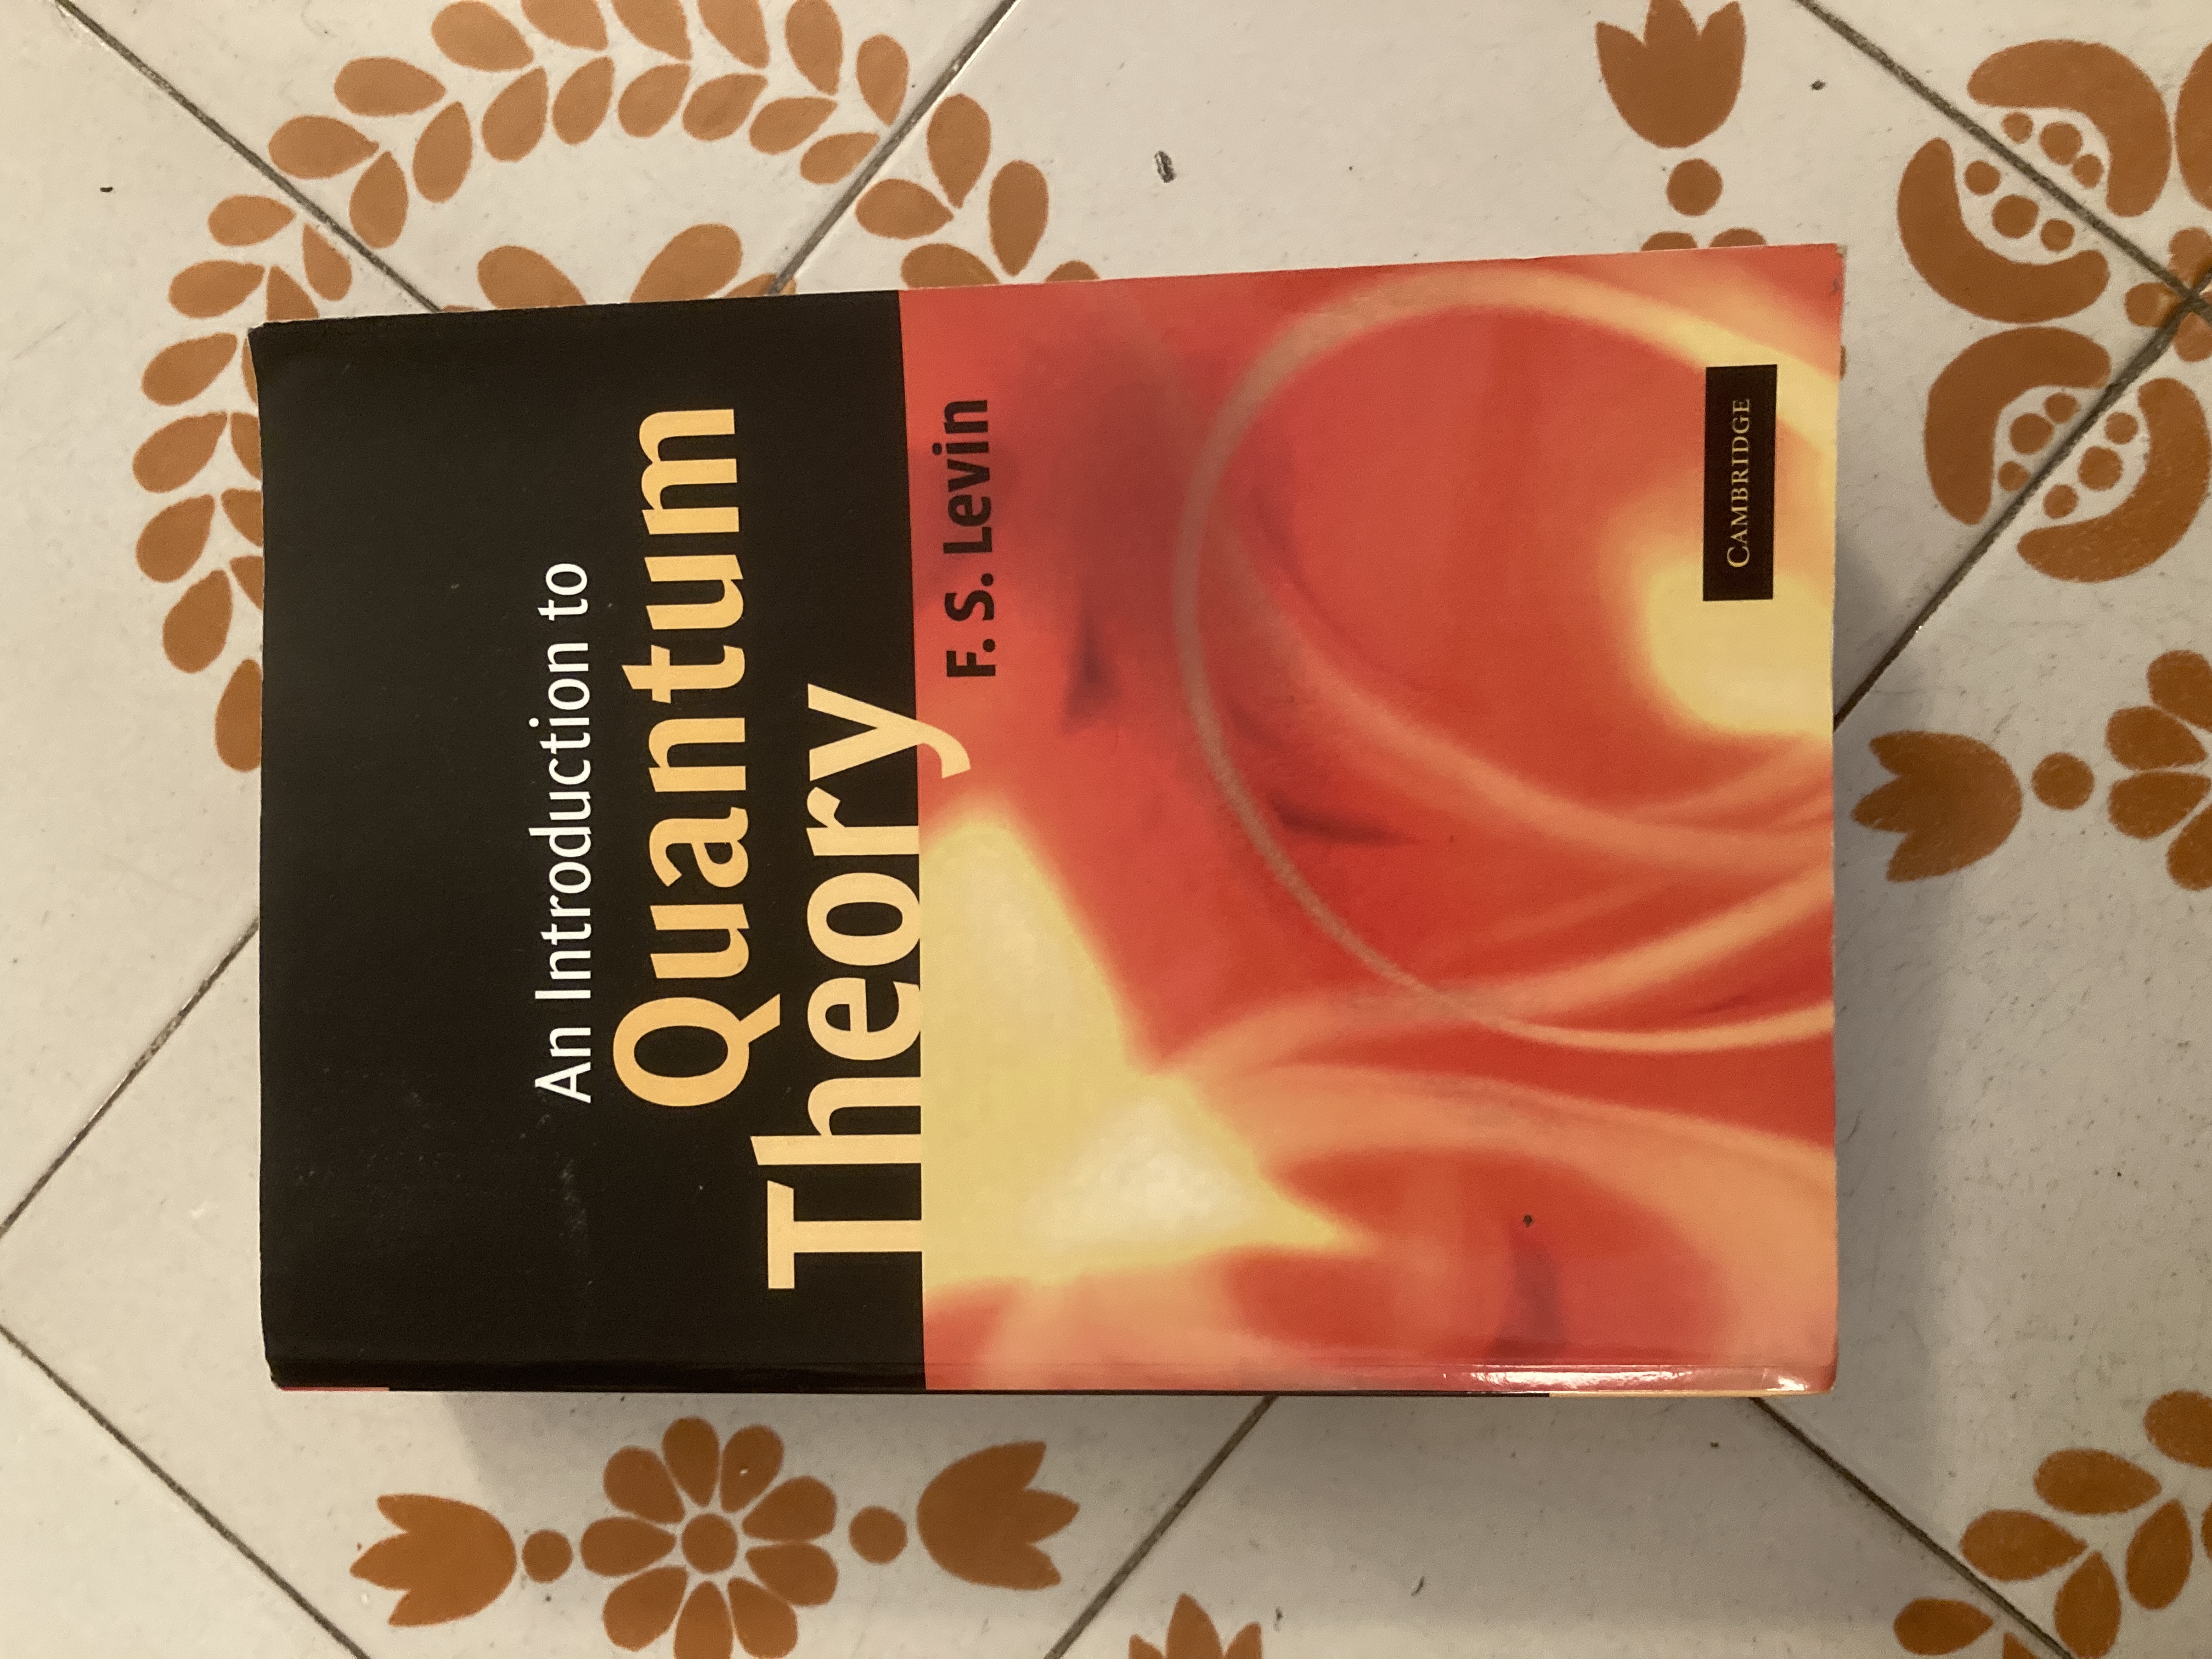 An Introduction to
Quantum
Theory
F. S. Levin
CAMBRIDGE